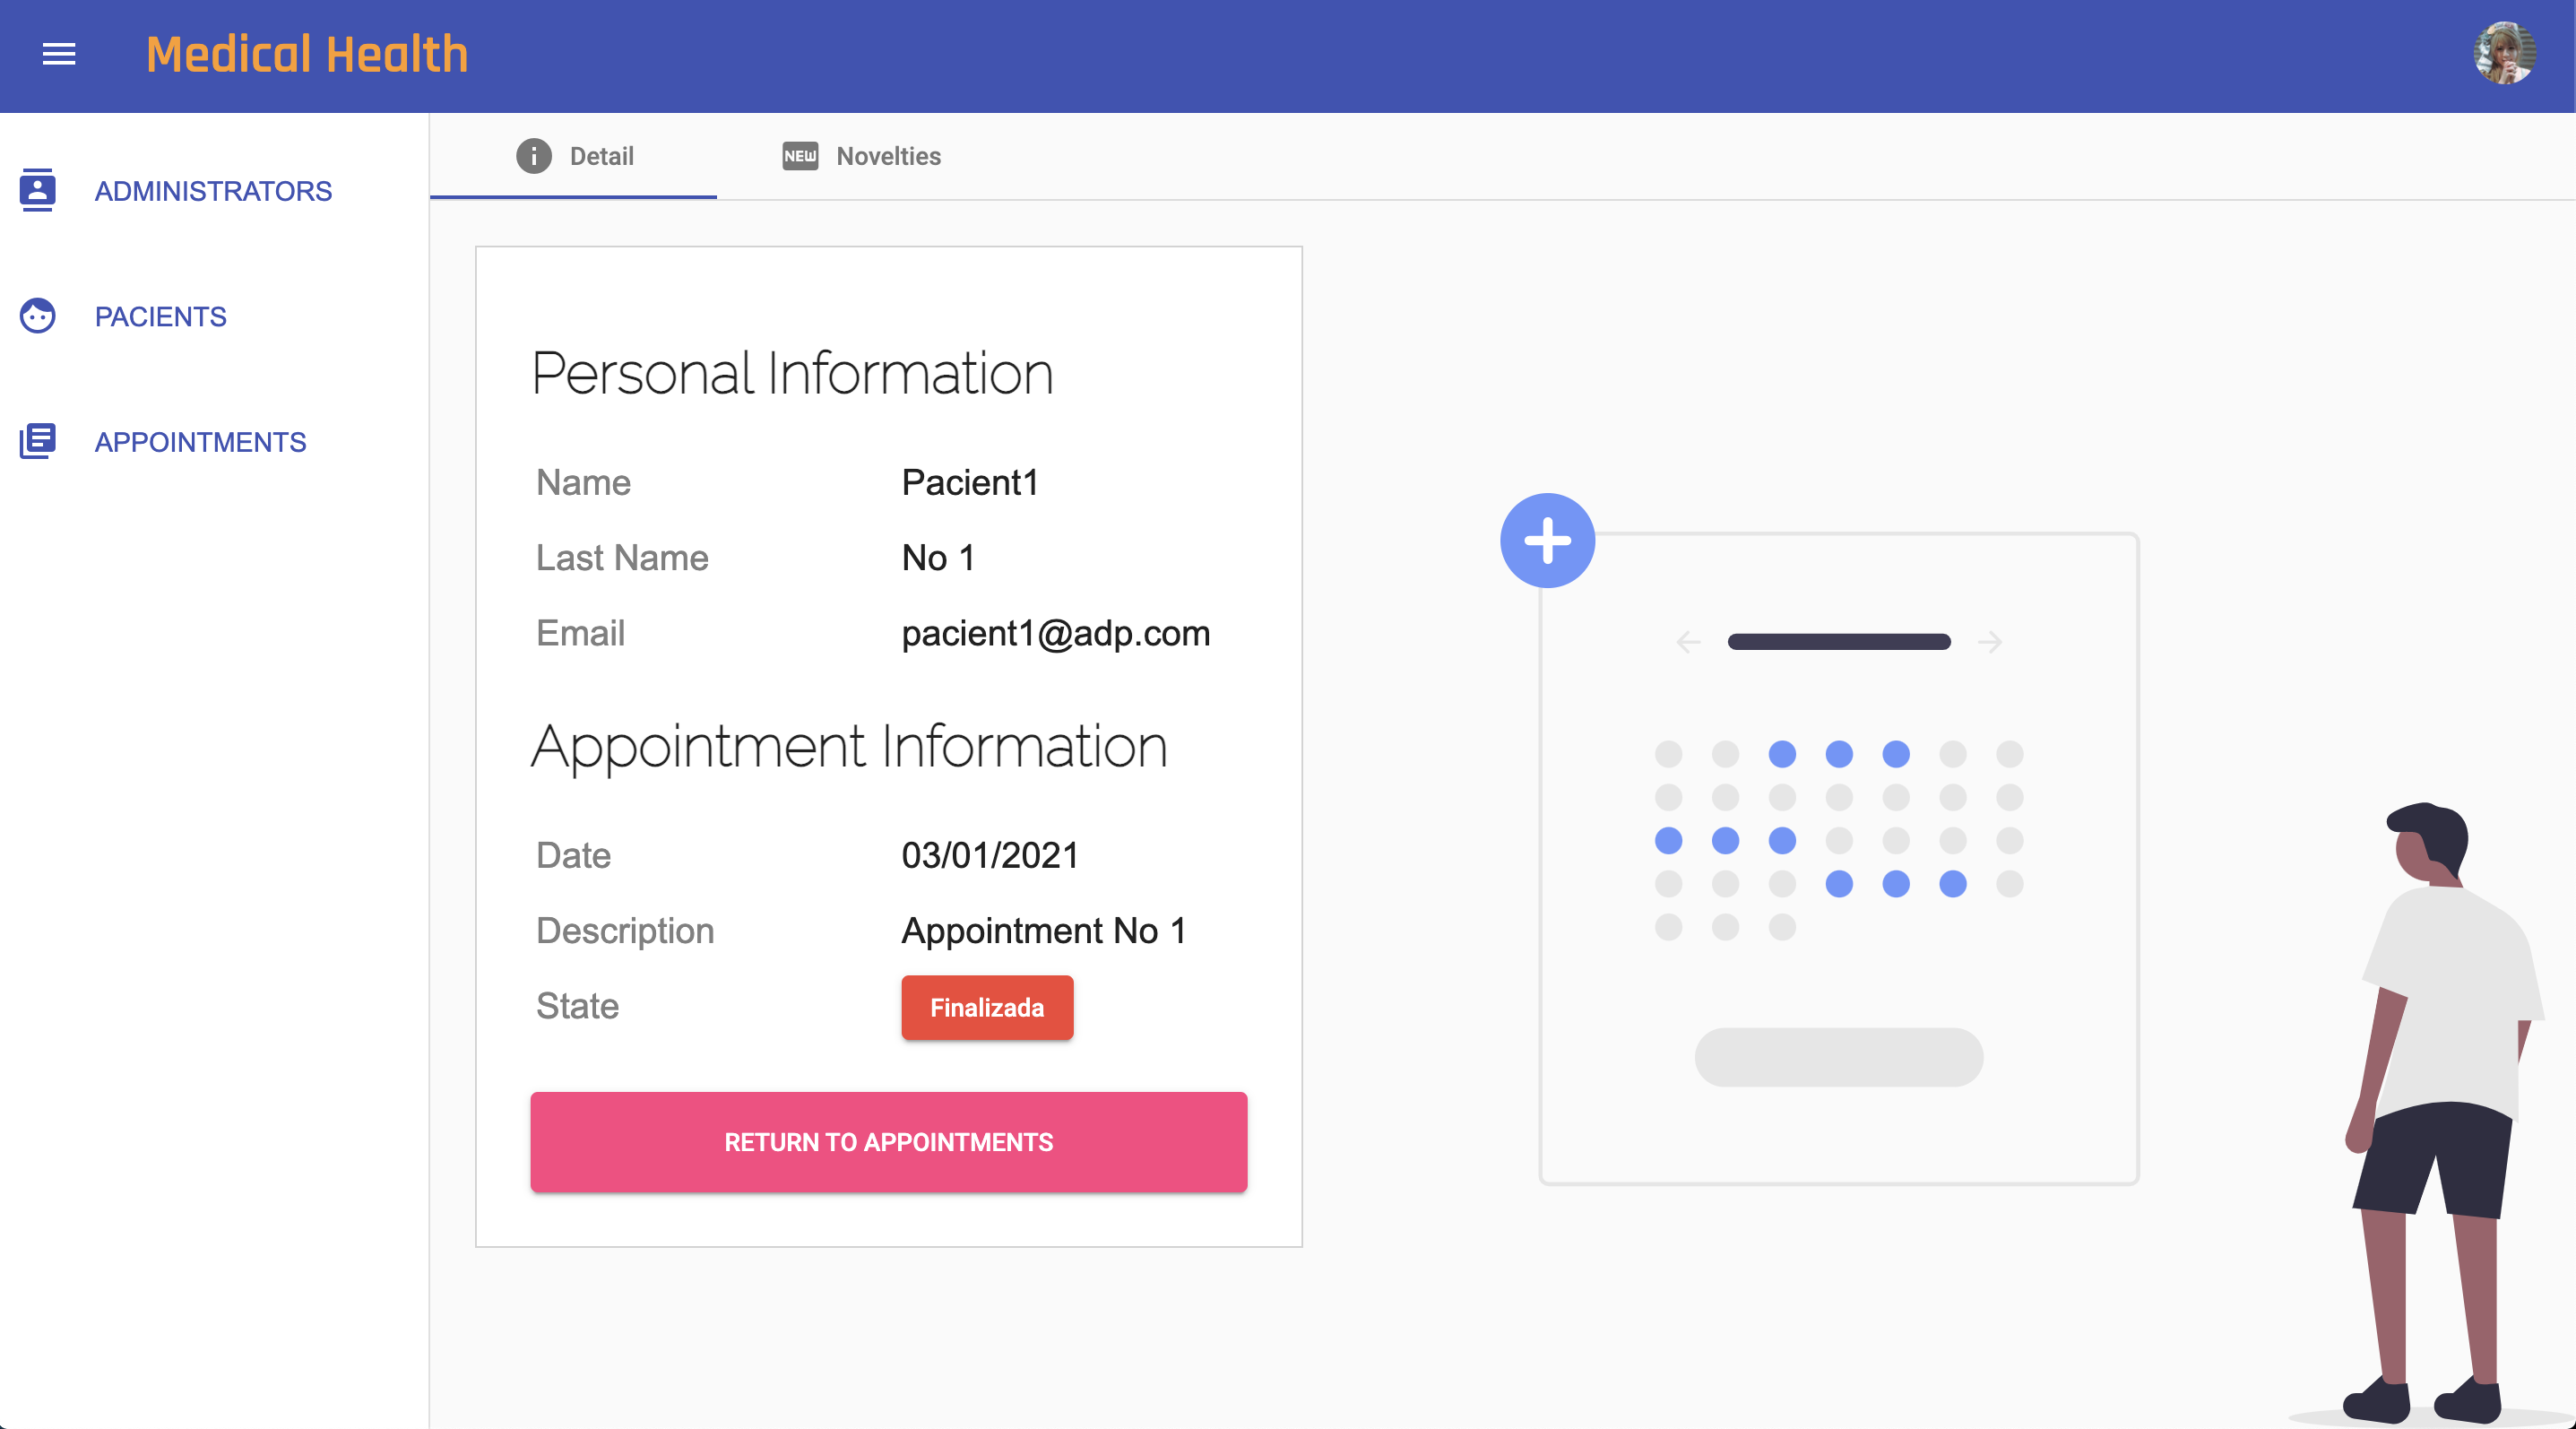 Medical Health
ADMINISTRATORS
PACIENTS
APPOINTMENTS
Detail
NEW Novelties
Personal Information
Name Pacient1
Last Name No 1
Email pacient1@adp.com
Appointment Information
Date 03/01/2021
Description Appointment No 1
State Finalizada
RETURN TO APPOINTMENTS